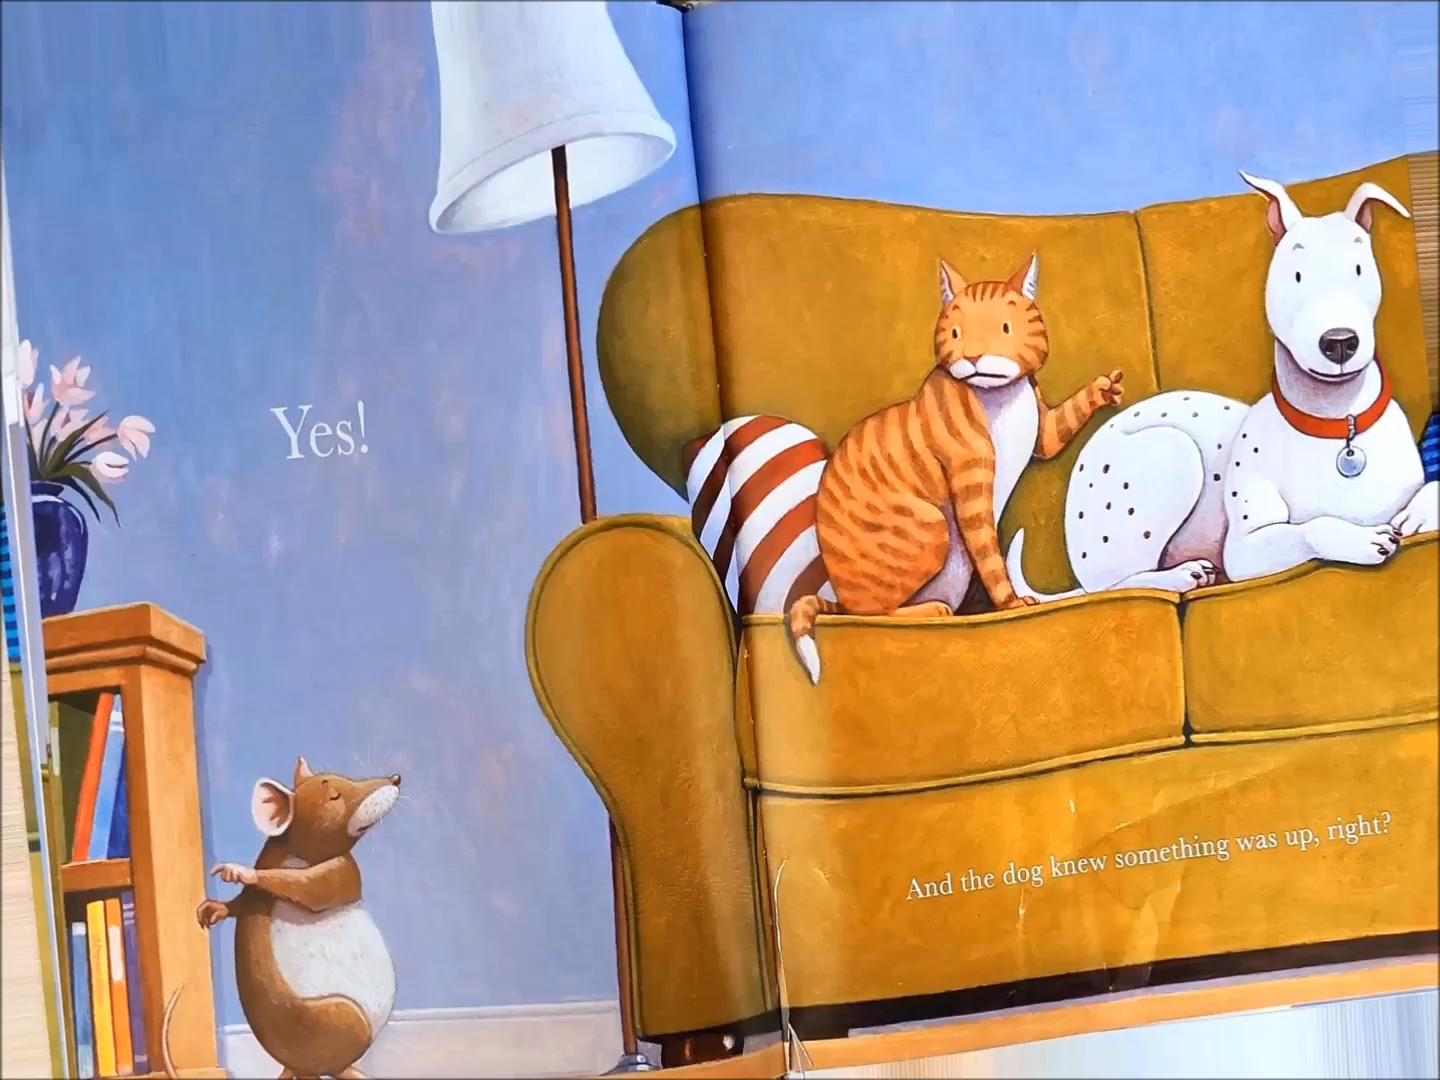 Yes!
And the dog knew something was up, right?